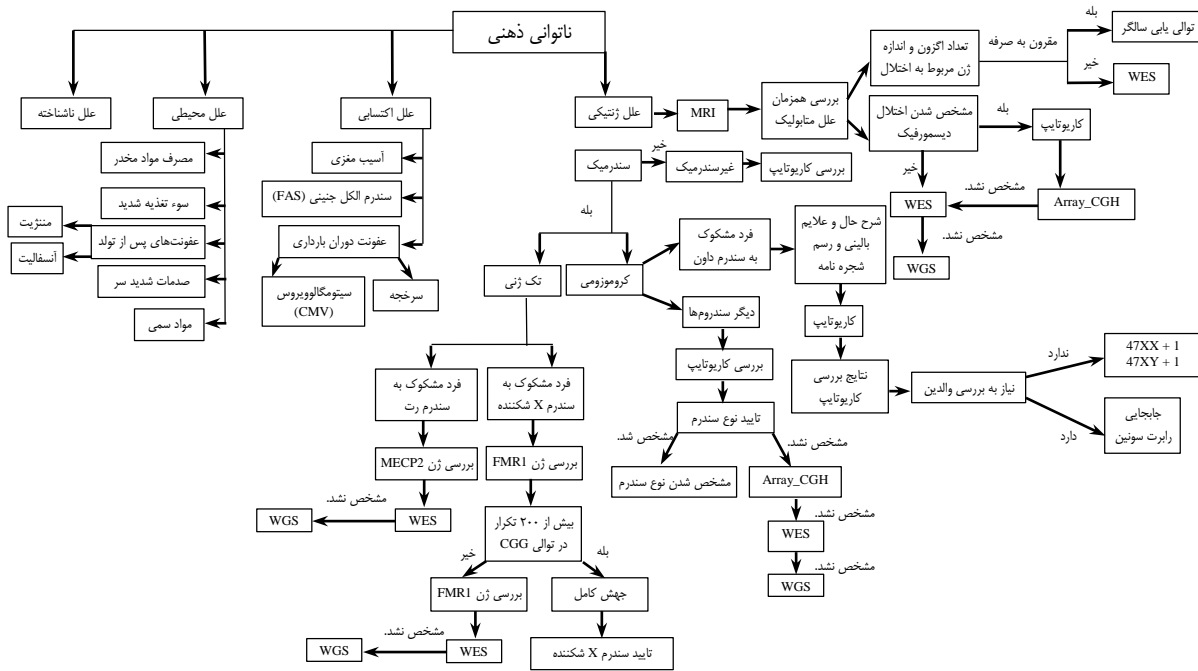 ناتوانی ذهنی
علل ژنتیکی
MRI
بررسی همزمان
علل متابولیک
تعداد اگزون و اندازه
ژن مربوط به اختلال
مقرون به صرفه
بله
توالی یابی سالگر
خیر
WES
مشخص شدن اختلال
دیسمورفیک
بله
کاریوتایپ
Array_CGH
مشخص نشد.
خیر
WES
مشخص نشد.
WGS
سندرمیک
خیر
غیرسندرمیک
بررسی کاریوتایپ
بله
کروموزومی
فرد مشکوک
به سندرم داون
شرح حال و علایم
بالینی و رسم
شجره نامه
کاریوتایپ
نتایج بررسی
کاریوتایپ
نیاز به بررسی والدین
ندارد
47XX + 1
47XY + 1
دارد
جابجایی
رابرت سونین
دیگر سندروم‌ها
بررسی کاریوتایپ
تایید نوع سندرم
مشخص شد.
مشخص شدن نوع سندرم
مشخص نشد.
Array_CGH
مشخص نشد.
WES
مشخص نشد.
WGS
تک ژنی
فرد مشکوک به
سندرم X شکننده
بررسی ژن FMR1
بیش از ۲۰۰ تکرار
در توالی CGG
بله
جهش کامل
تایید سندرم X شکننده
خیر
بررسی ژن FMR1
WES
مشخص نشد.
WGS
فرد مشکوک به
سندرم رت
بررسی ژن MECP2
WES
مشخص نشد.
WGS
علل اکتسابی
آسیب مغزی
سندرم الکل جنینی (FAS)
عفونت دوران بارداری
سرخجه
سیتومگالوویروس
(CMV)
علل محیطی
مصرف مواد مخدر
سوء تغذیه شدید
عفونت‌های پس از تولد
مننژیت
آنسفالیت
صدمات شدید سر
مواد سمی
علل ناشناخته